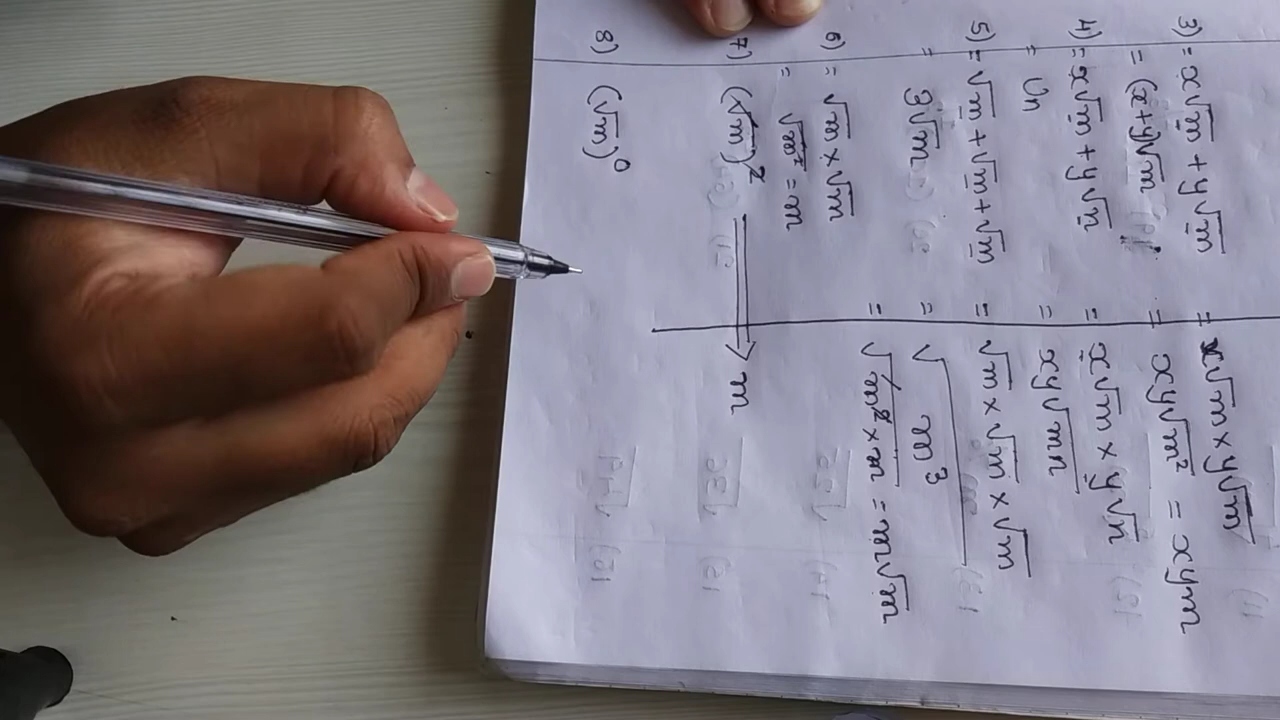 3) = x√m + y√m = x√m × y√m
= (x+y)√m = xy√m² = xym
4) = x√m + y√n = x√m × y√n
= Un = xy√mn
5) = √m + √m + √m = √m × √m × √m
= 3√m = √m³
= √m² × m = m√m
6) = √m × √m
= √m² = m
7) (√m)² → m
8) (√m)⁰